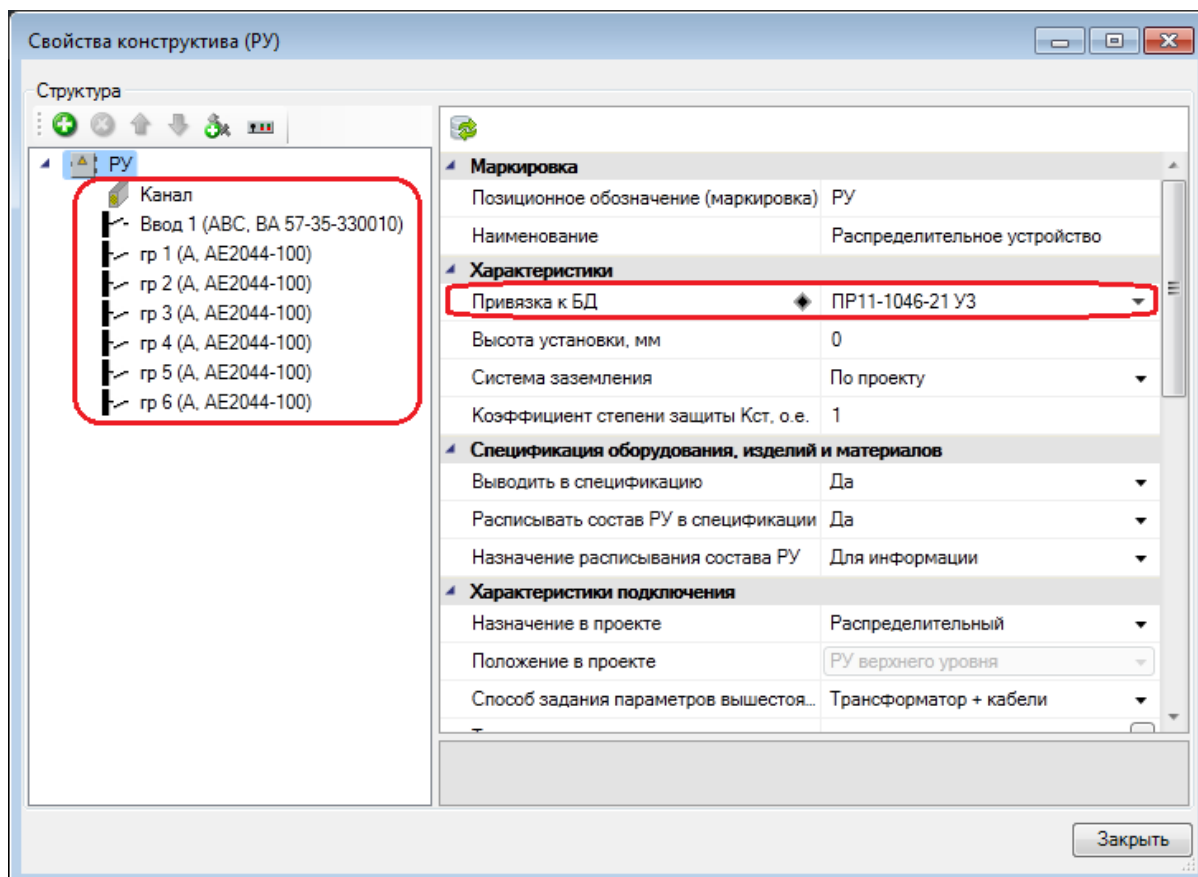 Свойства конструктива (РУ)
Структура
РУ
Канал
Ввод 1 (ABC, ВА 57-35-330010)
гр 1 (А, АЕ2044-100)
гр 2 (А, АЕ2044-100)
гр 3 (А, АЕ2044-100)
гр 4 (А, АЕ2044-100)
гр 5 (А, АЕ2044-100)
гр 6 (А, АЕ2044-100)
Маркировка
Позиционное обозначение (маркировка) РУ
Наименование Распределительное устройство
Характеристики
Привязка к БД ПР11-1046-21 У3
Высота установки, мм 0
Система заземления По проекту
Коэффициент степени защиты Кст, о.е. 1
Спецификация оборудования, изделий и материалов
Выводить в спецификацию Да
Расписывать состав РУ в спецификации Да
Назначение расписывания состава РУ Для информации
Характеристики подключения
Назначение в проекте Распределительный
Положение в проекте РУ верхнего уровня
Способ задания параметров вышестоя... Трансформатор + кабели
Закрыть